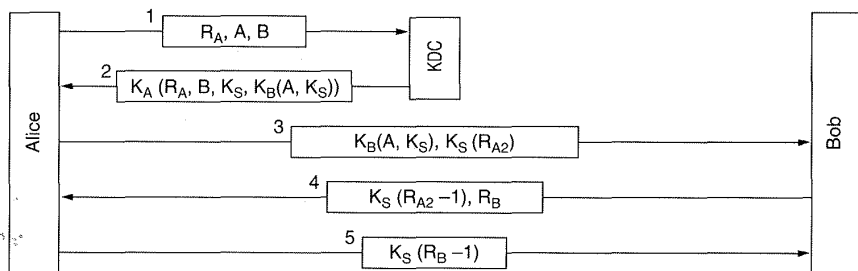 1
R_A, A, B
KDC
2
K_A (R_A, B, K_S, K_B(A, K_S))
Alice
3
K_B(A, K_S), K_S (R_A2)
Bob
4
K_S (R_A2 –1), R_B
5
K_S (R_B –1)